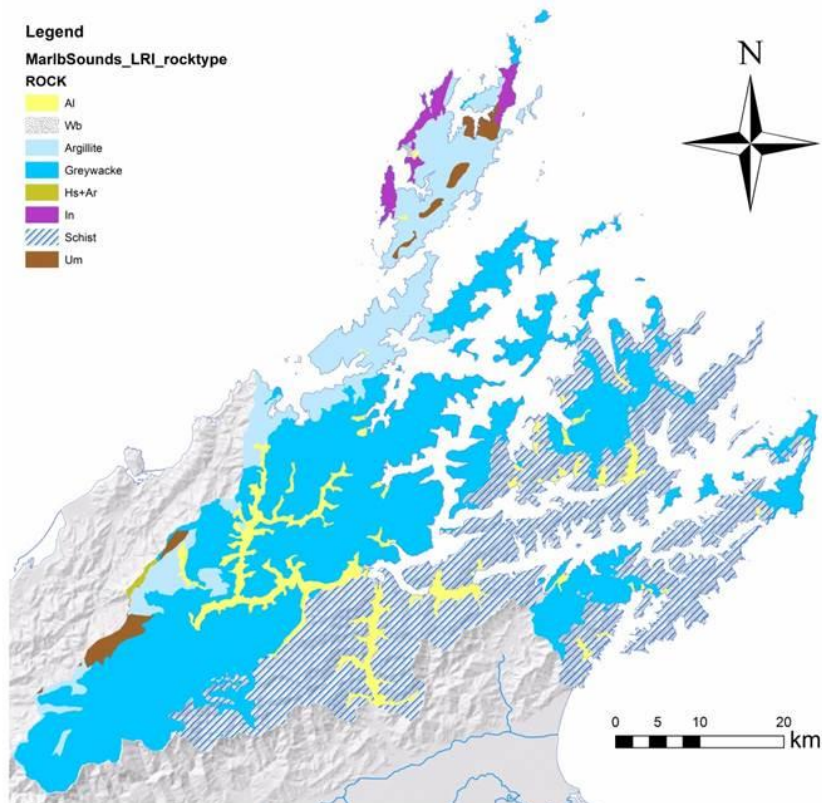 Legend
MarlbSounds_LRI_rocktype
ROCK
Al
Wb
Argillite
Greywacke
Hs+Ar
In
Schist
Um
N
0 5 10 20
km